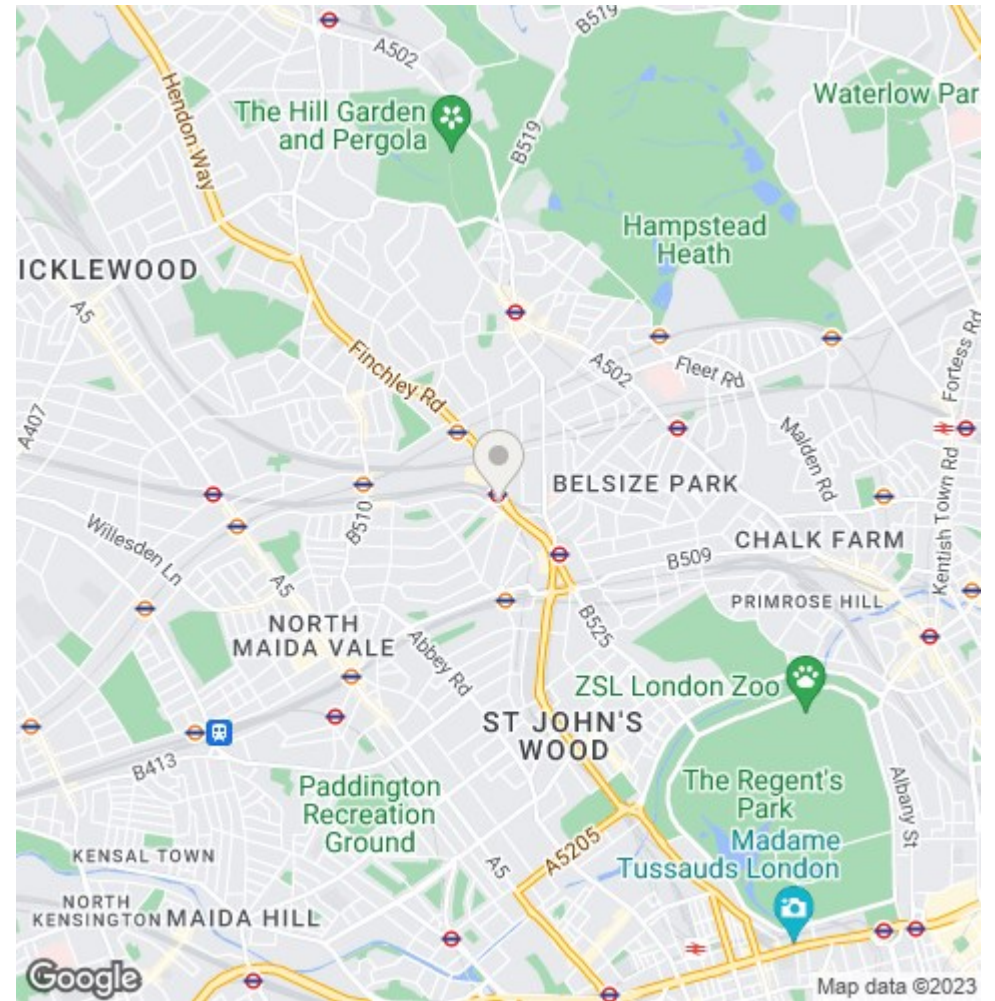 A502
B519
Hendon Way
The Hill Garden
and Pergola
B519
Waterlow Par
Hampstead
Heath
ICKLEWOOD
A5
Finchley Rd
A502
Fleet Rd
Fortess Rd
A407
Malden Rd
BELSIZE PARK
Kentish Town Rd
Willesden Ln
B510
CHALK FARM
B509
A5
PRIMROSE HILL
NORTH
MAIDA VALE
Abbey Rd
B525
ZSL London Zoo
ST JOHN'S
WOOD
B413
Paddington
Recreation
Ground
The Regent's
Park
Albany St
Madame
Tussauds London
A5205
A5
KENSAL TOWN
NORTH
KENSINGTON
MAIDA HILL
Google
Map data ©2023